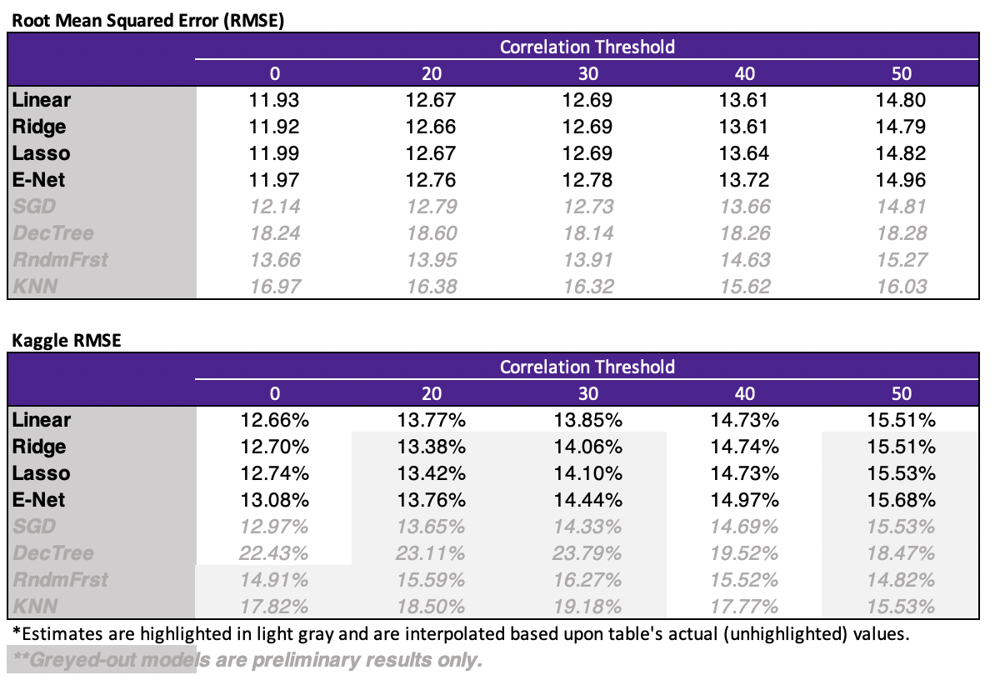 Root Mean Squared Error (RMSE)
Correlation Threshold
0 20 30 40 50
Linear 11.93 12.67 12.69 13.61 14.80
Ridge 11.92 12.66 12.69 13.61 14.79
Lasso 11.99 12.67 12.69 13.64 14.82
E-Net 11.97 12.76 12.78 13.72 14.96
SGD 12.14 12.79 12.73 13.66 14.81
DecTree 18.24 18.60 18.14 18.26 18.28
RndmFrst 13.66 13.95 13.91 14.63 15.27
KNN 16.97 16.38 16.32 15.62 16.03
Kaggle RMSE
Correlation Threshold
0 20 30 40 50
Linear 12.66% 13.77% 13.85% 14.73% 15.51%
Ridge 12.70% 13.38% 14.06% 14.74% 15.51%
Lasso 12.74% 13.42% 14.10% 14.73% 15.53%
E-Net 13.08% 13.76% 14.44% 14.97% 15.68%
SGD 12.97% 13.65% 14.33% 14.69% 15.53%
DecTree 22.43% 23.11% 23.79% 19.52% 18.47%
RndmFrst 14.91% 15.59% 16.27% 15.52% 14.82%
KNN 17.82% 18.50% 19.18% 17.77% 15.53%
*Estimates are highlighted in light gray and are interpolated based upon table's actual (unhighlighted) values.
**Greyed-out models are preliminary results only.